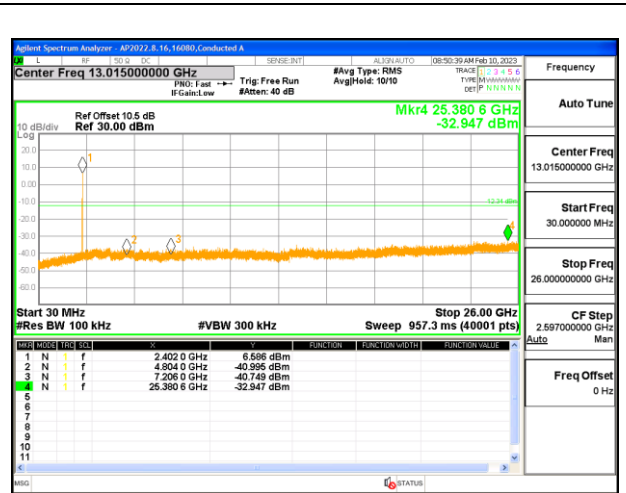 Agilent Spectrum Analyzer - AP2022.8.16,16080,Conducted A
L RF 50 Ω DC SENSE:INT ALIGNAUTO 08:50:39 AM Feb 10, 2023
Center Freq 13.015000000 GHz
PNO: Fast
IFGain:Low
Trig: Free Run
#Atten: 40 dB
#Avg Type: RMS
Avg|Hold: 10/10
TRACE 1 2 3 4 5 6
TYPE M
DET P N N N N N
Ref Offset 10.5 dB
Ref 30.00 dBm
10 dB/div
Log
Mkr4 25.380 6 GHz
-32.947 dBm
20.0
10.0
0.00
-10.0
-20.0
-30.0
-40.0
-50.0
-60.0
1
2
3
4
Start 30 MHz
#Res BW 100 kHz
#VBW 300 kHz
Stop 26.00 GHz
Sweep 957.3 ms (40001 pts)
MKR MODE TRC SCL X Y FUNCTION FUNCTION WIDTH FUNCTION VALUE
1 N 1 f 2.402 0 GHz 6.586 dBm
2 N 1 f 4.804 0 GHz -40.995 dBm
3 N 1 f 7.206 0 GHz -40.749 dBm
4 N 1 f 25.380 6 GHz -32.947 dBm
5
6
7
8
9
10
11
MSG
STATUS
Frequency
Auto Tune
Center Freq
13.015000000 GHz
Start Freq
30.000000 MHz
Stop Freq
26.000000000 GHz
CF Step
2.597000000 GHz
Auto Man
Freq Offset
0 Hz